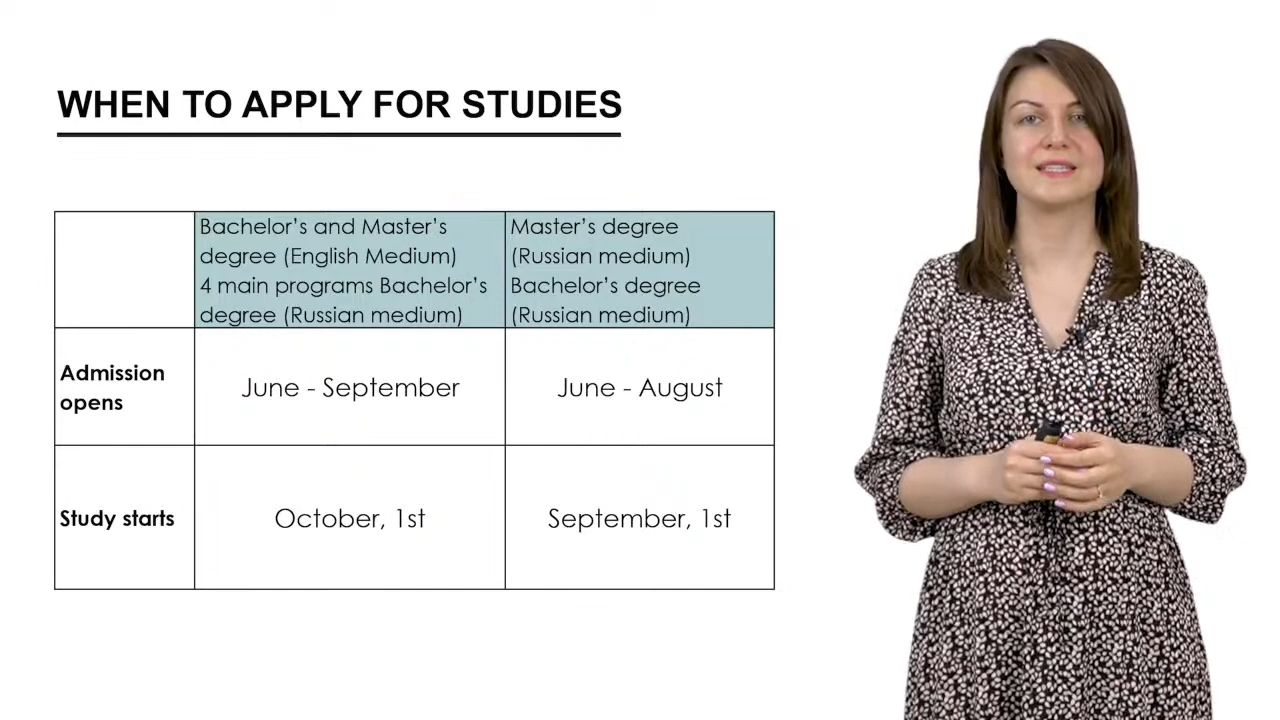 WHEN TO APPLY FOR STUDIES
Bachelor's and Master's
degree (English Medium)
4 main programs Bachelor's
degree (Russian medium)
Master's degree
(Russian medium)
Bachelor's degree
(Russian medium)
Admission
opens
June - September
June - August
Study starts
October, 1st
September, 1st